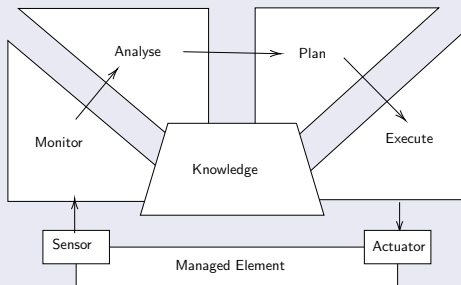 Analyse
Plan
Monitor
Execute
Knowledge
Sensor
Actuator
Managed Element